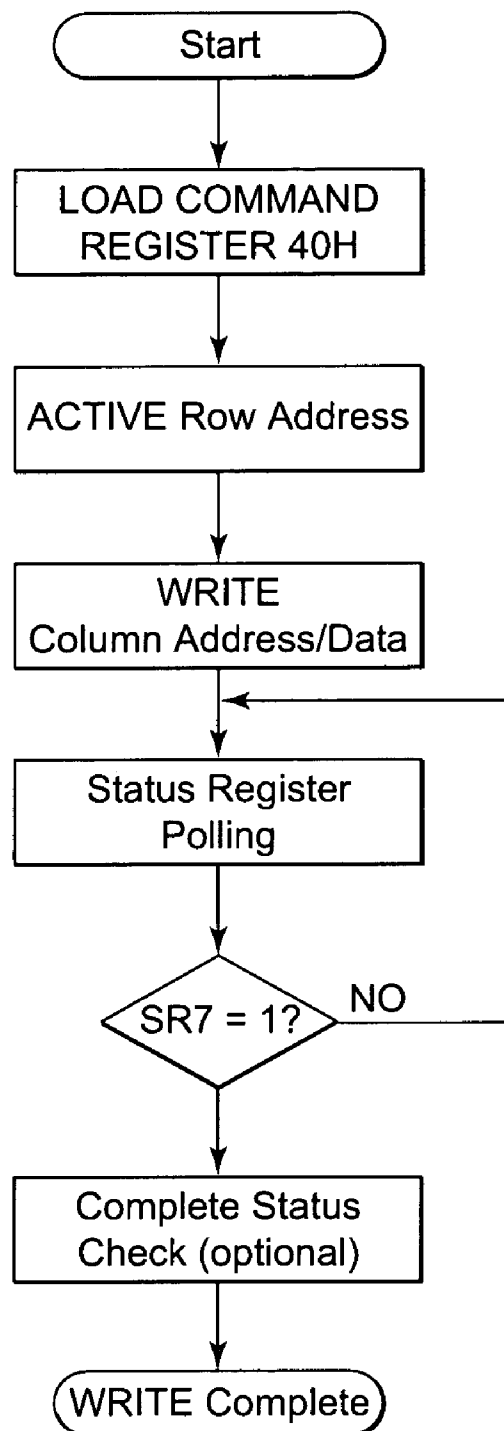 Start
LOAD COMMAND
REGISTER 40H
ACTIVE Row Address
WRITE
Column Address/Data
Status Register
Polling
SR7 = 1?
NO
Complete Status
Check (optional)
WRITE Complete